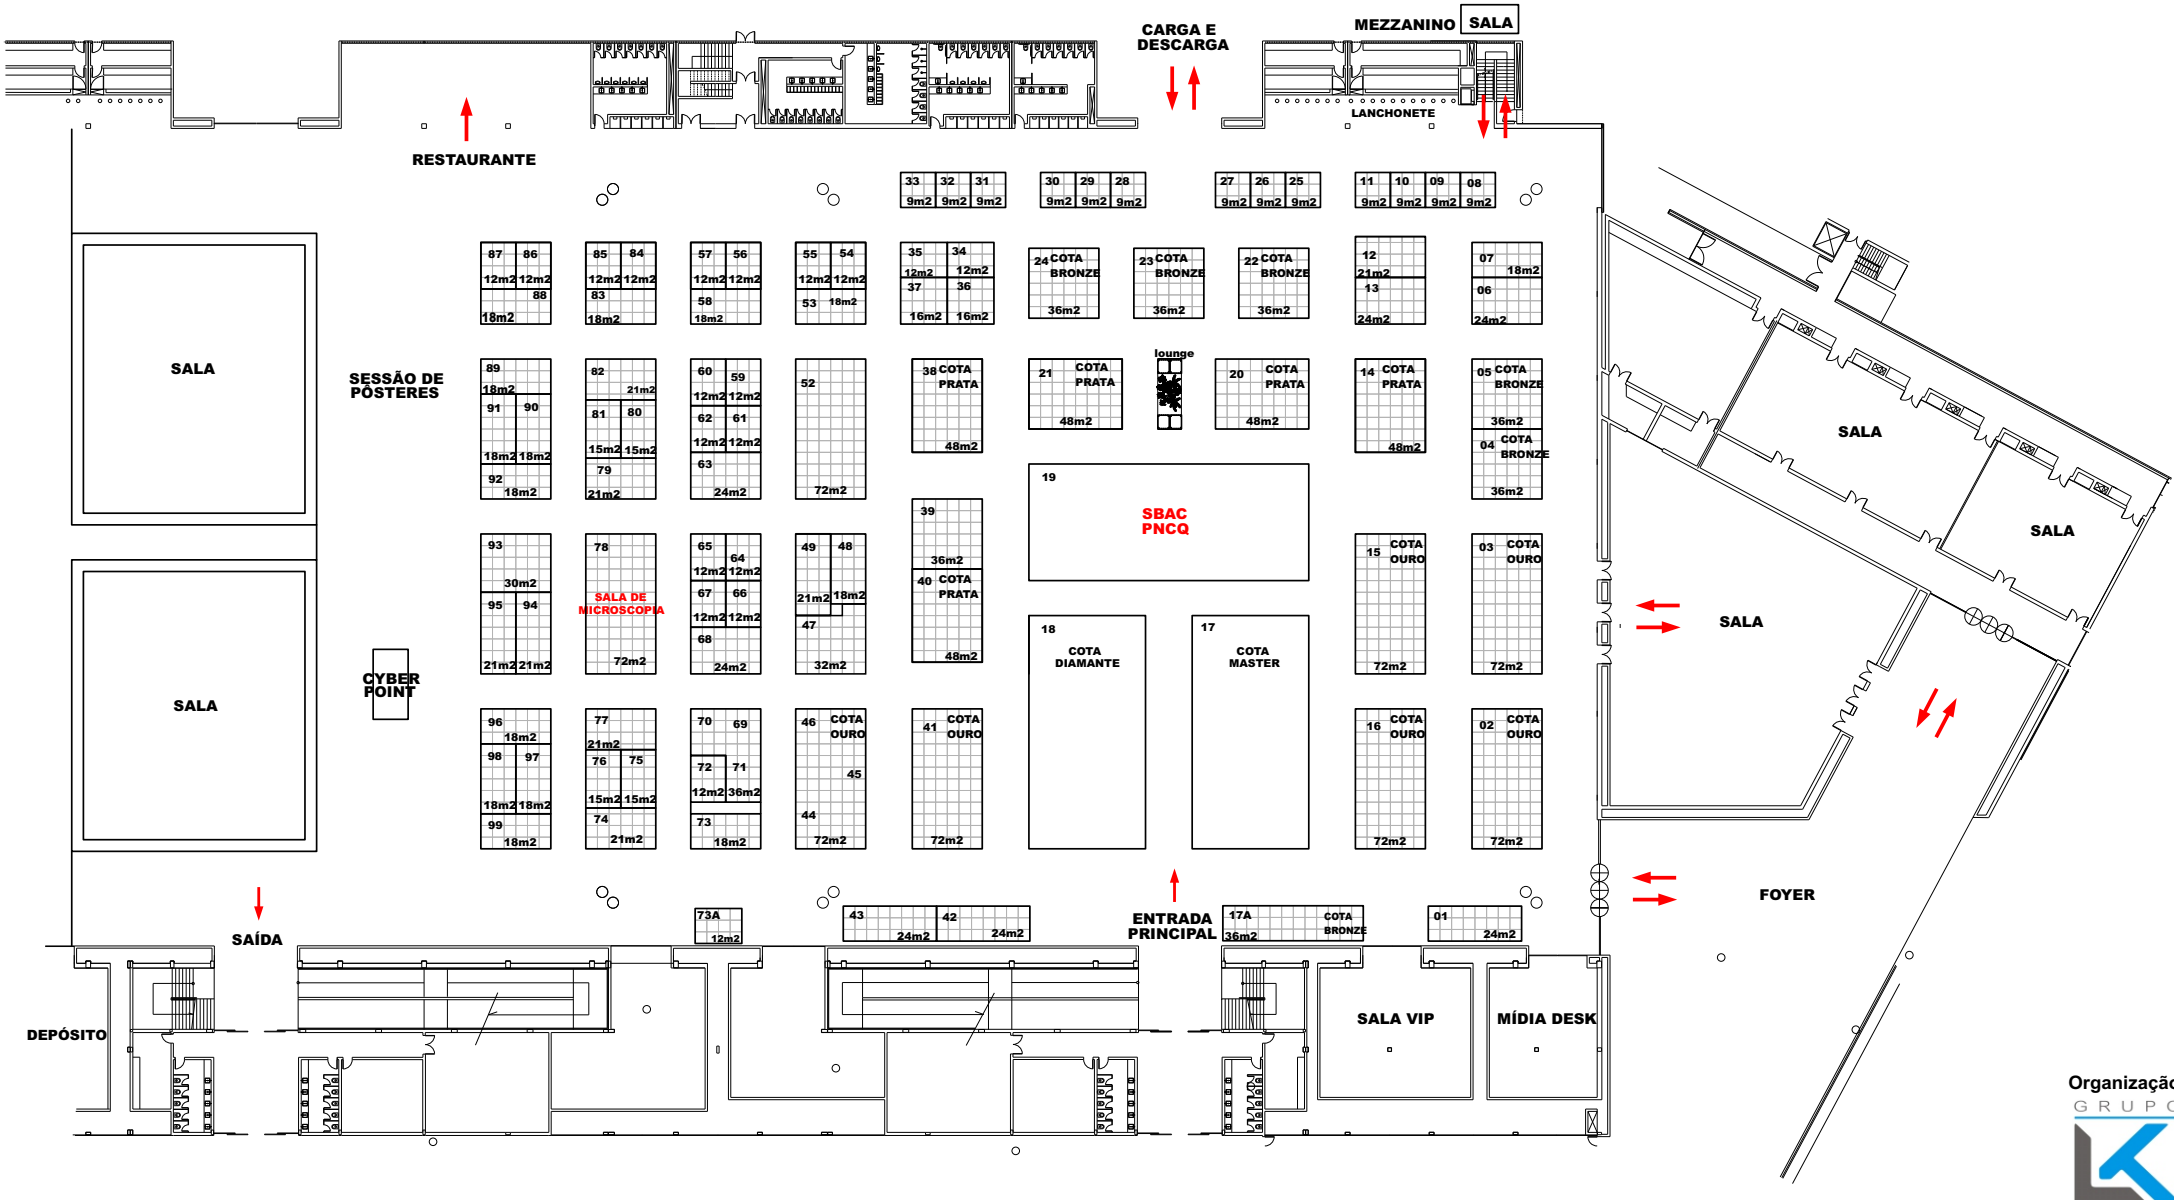 CARGA E
DESCARGA
MEZZANINO
SALA
LANCHONETE
RESTAURANTE
33 32 31
9m2 9m2 9m2
30 29 28
9m2 9m2 9m2
27 26 25
9m2 9m2 9m2
11 10 09 08
9m2 9m2 9m2 9m2
87 86
12m2 12m2
88
18m2
85 84
12m2 12m2
83
18m2
57 56
12m2 12m2
58
18m2
55 54
12m2 12m2
53 18m2
35 34
12m2 12m2
37 36
16m2 16m2
24 COTA
BRONZE
36m2
23 COTA
BRONZE
36m2
22 COTA
BRONZE
36m2
12
21m2
13
24m2
07
18m2
06
24m2
SALA
SESSÃO DE
PÔSTERES
89
18m2
91 90
18m2 18m2
92
18m2
82
21m2
81 80
15m2 15m2
79
21m2
60 59
12m2 12m2
62 61
12m2 12m2
63
24m2
52
72m2
38 COTA
PRATA
48m2
21 COTA
PRATA
48m2
lounge
20 COTA
PRATA
48m2
14 COTA
PRATA
48m2
05 COTA
BRONZE
36m2
04 COTA
BRONZE
36m2
SALA
SALA
19
SBAC
PNCQ
39
36m2
40 COTA
PRATA
48m2
93
30m2
95 94
21m2 21m2
78
SALA DE
MICROSCOPIA
72m2
65 64
12m2 12m2
67 66
12m2 12m2
68
24m2
49 48
21m2 18m2
47
32m2
15 COTA
OURO
72m2
03 COTA
OURO
72m2
SALA
SALA
CYBER
POINT
18
COTA
DIAMANTE
17
COTA
MASTER
96
18m2
98 97
18m2 18m2
99
18m2
77
21m2
76 75
15m2 15m2
74
21m2
70 69
72 71
12m2 36m2
73
18m2
46 COTA
OURO
45
44
72m2
41 COTA
OURO
72m2
16 COTA
OURO
72m2
02 COTA
OURO
72m2
FOYER
SAÍDA
73A
12m2
43
24m2
42
24m2
ENTRADA
PRINCIPAL
17A COTA
BRONZE
36m2
01
24m2
DEPÓSITO
SALA VIP
MÍDIA DESK
Organização
GRUPO
LK